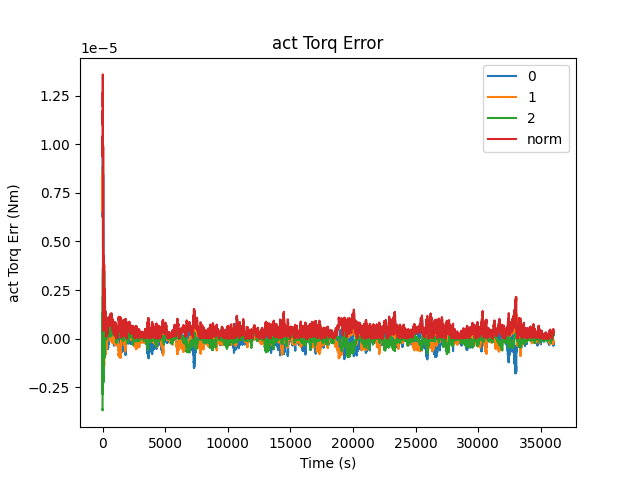 act Torq Error
1e−5
1.25
1.00
0.75
0.50
0.25
0.00
−0.25
act Torq Err (Nm)
0
1
2
norm
0 5000 10000 15000 20000 25000 30000 35000
Time (s)